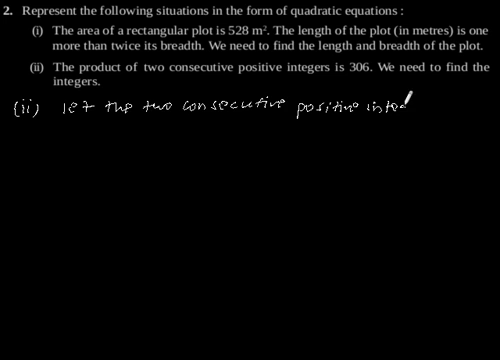 2. Represent the following situations in the form of quadratic equations :
(i) The area of a rectangular plot is 528 m². The length of the plot (in metres) is one
more than twice its breadth. We need to find the length and breadth of the plot.
(ii) The product of two consecutive positive integers is 306. We need to find the
integers.
(ii) let the two consecutive positive